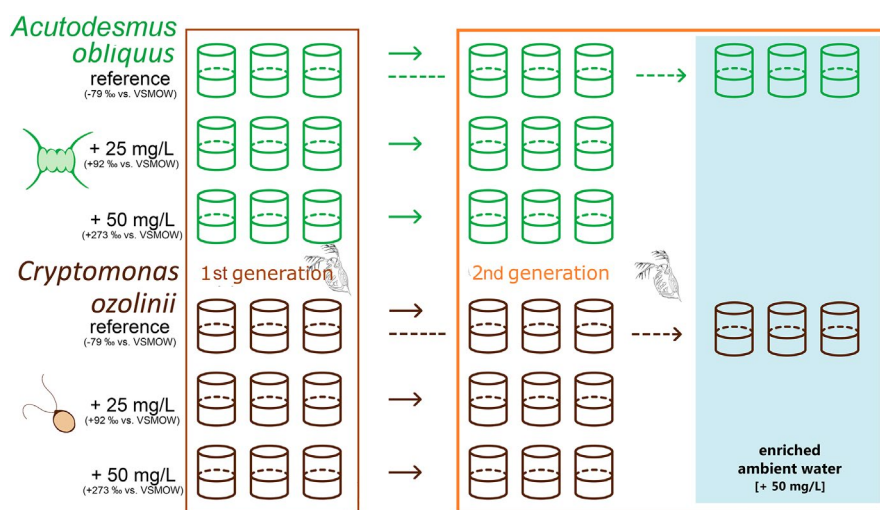 Acutodesmus
obliquus
reference
(-79 ‰ vs. VSMOW)
+ 25 mg/L
(+92 ‰ vs. VSMOW)
+ 50 mg/L
(+273 ‰ vs. VSMOW)
Cryptomonas
ozolinii
1st generation
2nd generation
reference
(-79 ‰ vs. VSMOW)
+ 25 mg/L
(+92 ‰ vs. VSMOW)
+ 50 mg/L
(+273 ‰ vs. VSMOW)
enriched
ambient water
[+ 50 mg/L]